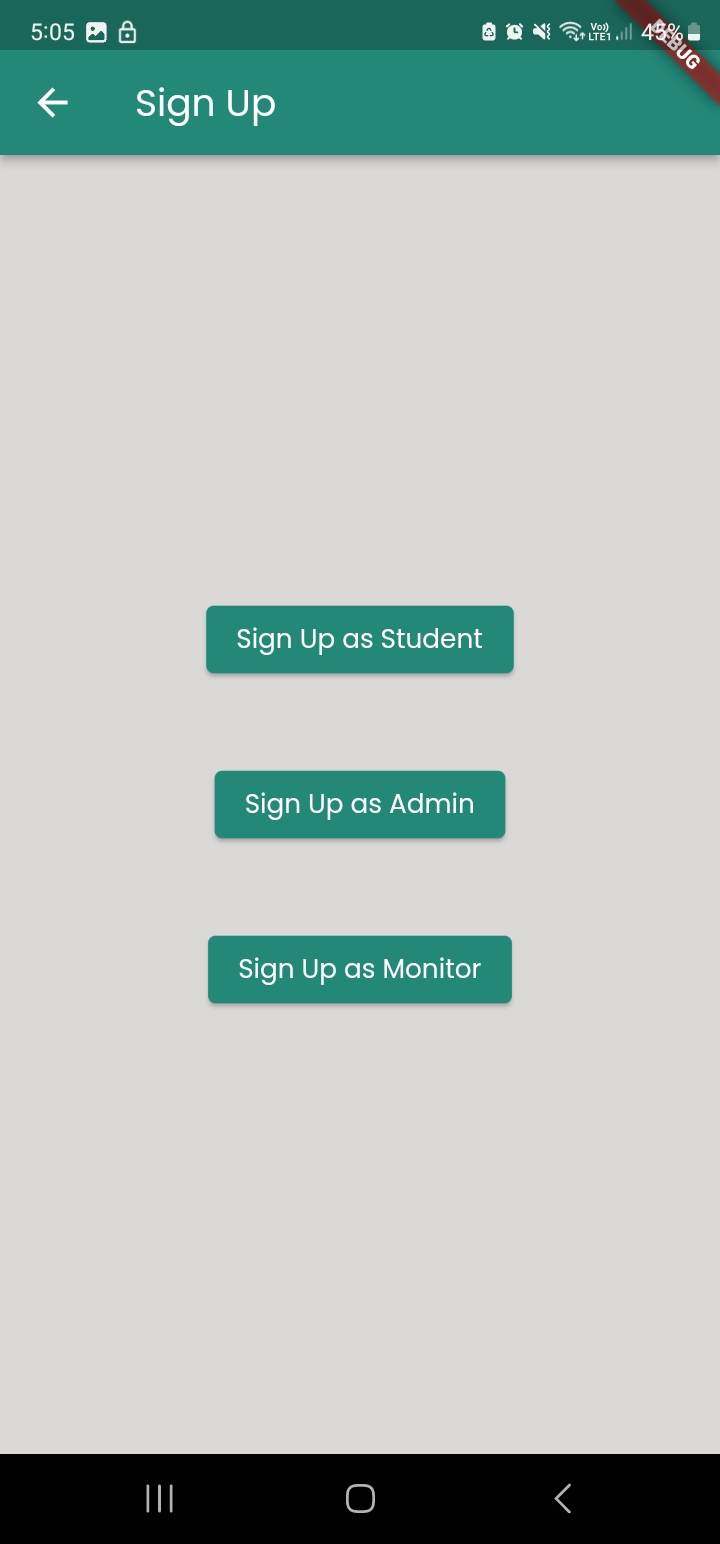 5:05
Vo))
LTE1
45%
DEBUG
Sign Up
Sign Up as Student
Sign Up as Admin
Sign Up as Monitor